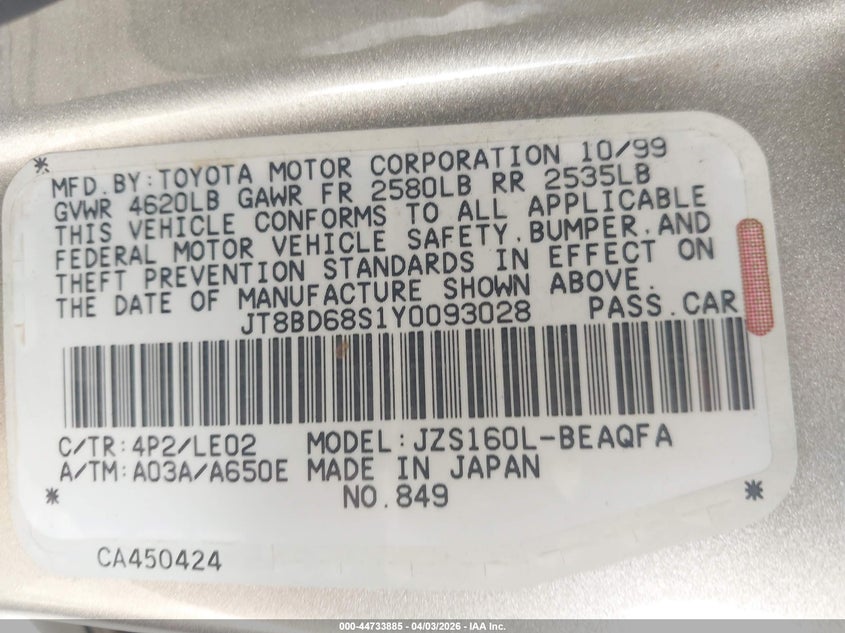 * MFD.BY:TOYOTA MOTOR CORPORATION 10/99
GVWR 4620LB GAWR FR 2580LB RR 2535LB
THIS VEHICLE CONFORMS TO ALL APPLICABLE
FEDERAL MOTOR VEHICLE SAFETY,BUMPER,AND
THEFT PREVENTION STANDARDS IN EFFECT ON
THE DATE OF MANUFACTURE SHOWN ABOVE.
JT8BD68S1Y0093028 PASS.CAR
C/TR:4P2/LE02 MODEL:JZS160L-BEAQFA
A/TM:A03A/A650E MADE IN JAPAN
* NO.849 *
CA450424
000-44733885 - 04/03/2026 - IAA Inc.